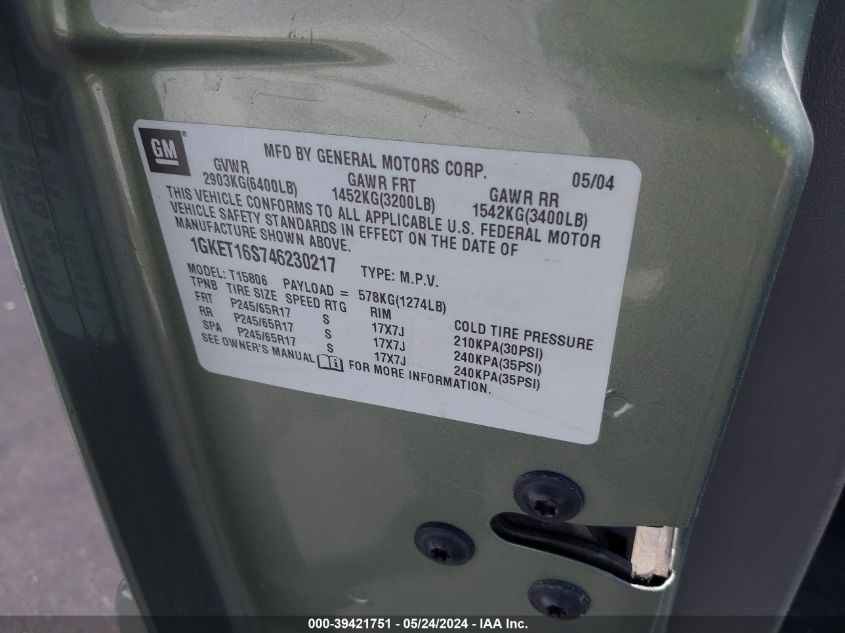 GM ®
MFD BY GENERAL MOTORS CORP. 05/04
GVWR GAWR FRT GAWR RR
2903KG(6400LB) 1452KG(3200LB) 1542KG(3400LB)
THIS VEHICLE CONFORMS TO ALL APPLICABLE U.S. FEDERAL MOTOR
VEHICLE SAFETY STANDARDS IN EFFECT ON THE DATE OF
MANUFACTURE SHOWN ABOVE.
1GKET16S746230217 TYPE: M.P.V.
MODEL: T15806 PAYLOAD = 578KG(1274LB)
TPNB TIRE SIZE SPEED RTG RIM COLD TIRE PRESSURE
FRT P245/65R17 S 17X7J 210KPA(30PSI)
RR P245/65R17 S 17X7J 240KPA(35PSI)
SPA P245/65R17 S 17X7J 240KPA(35PSI)
SEE OWNER'S MANUAL FOR MORE INFORMATION.
000-39421751 / 05/24/2024 - IAA Inc.